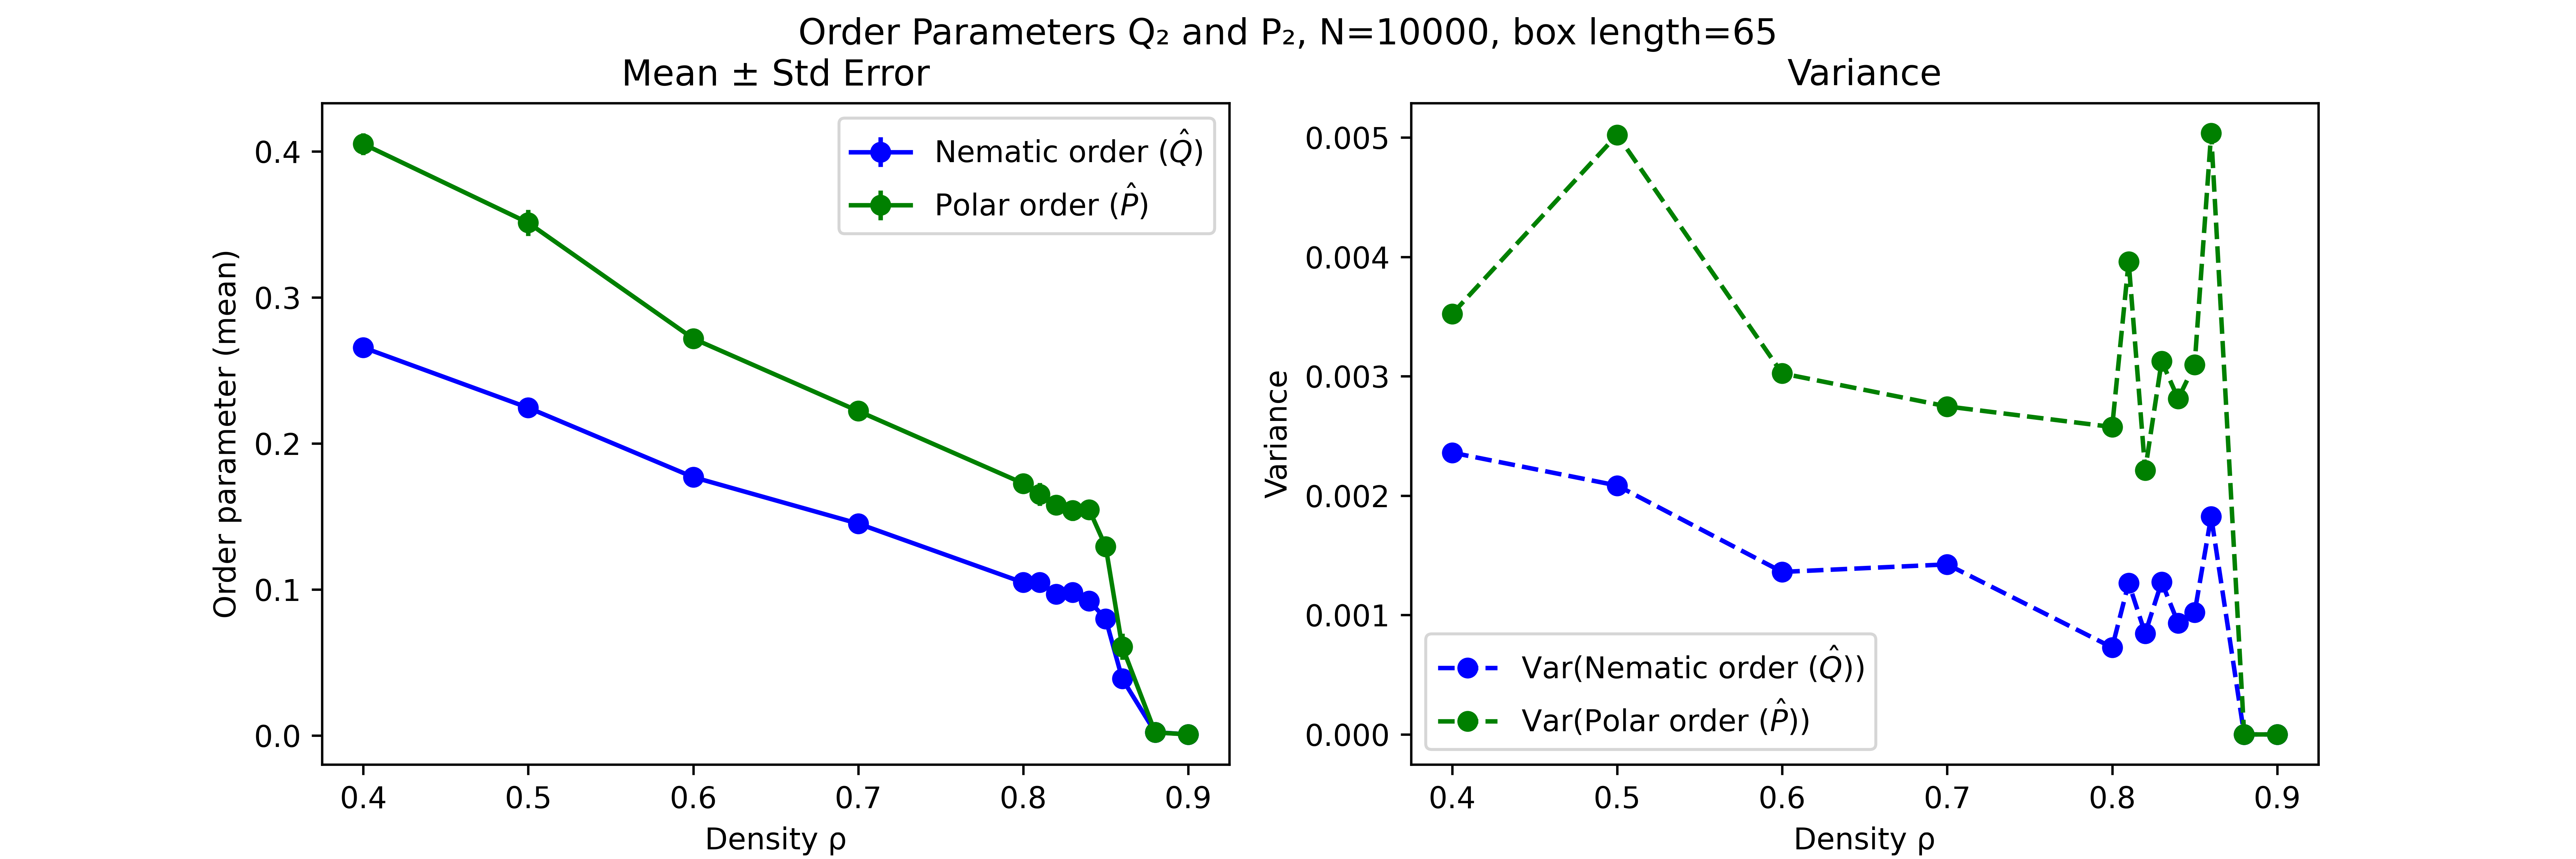 Order Parameters Q₂ and P₂, N=10000, box length=65
Mean ± Std Error
Order parameter (mean)
0.4
0.3
0.2
0.1
0.0
Nematic order (Q̂)
Polar order (P̂)
0.4 0.5 0.6 0.7 0.8 0.9
Density ρ
Variance
Variance
0.005
0.004
0.003
0.002
0.001
0.000
Var(Nematic order (Q̂))
Var(Polar order (P̂))
0.4 0.5 0.6 0.7 0.8 0.9
Density ρ